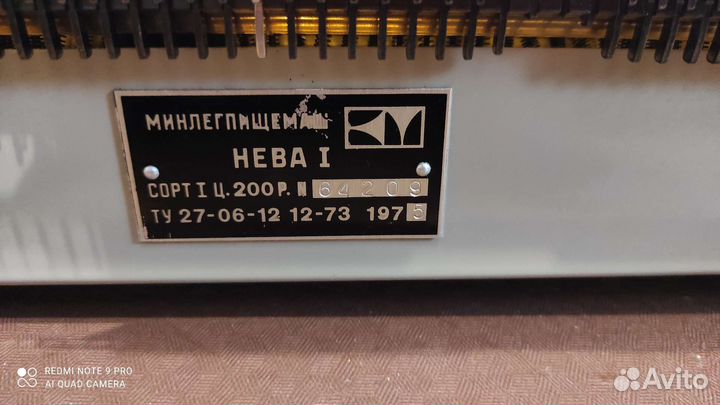 МИНЛЕГПИЩЕМАШ
НЕВА I
СОРТ I Ц. 200 Р. N 64209
ТУ 27-06-12 12-73 1975
REDMI NOTE 9 PRO
AI QUAD CAMERA
Avito